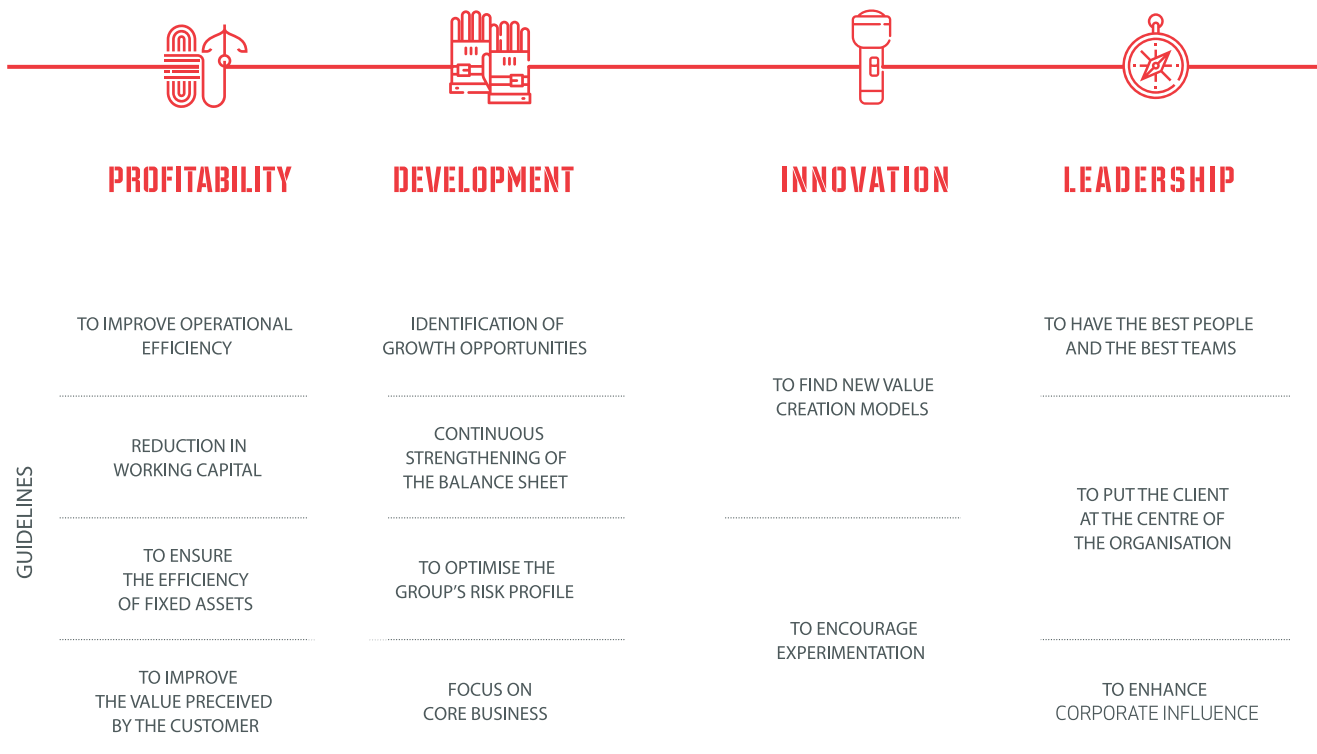 PROFITABILITY
DEVELOPMENT
INNOVATION
LEADERSHIP
GUIDELINES
TO IMPROVE OPERATIONAL
EFFICIENCY
REDUCTION IN
WORKING CAPITAL
TO ENSURE
THE EFFICIENCY
OF FIXED ASSETS
TO IMPROVE
THE VALUE PRECEIVED
BY THE CUSTOMER
IDENTIFICATION OF
GROWTH OPPORTUNITIES
CONTINUOUS
STRENGTHENING OF
THE BALANCE SHEET
TO OPTIMISE THE
GROUP'S RISK PROFILE
FOCUS ON
CORE BUSINESS
TO FIND NEW VALUE
CREATION MODELS
TO ENCOURAGE
EXPERIMENTATION
TO HAVE THE BEST PEOPLE
AND THE BEST TEAMS
TO PUT THE CLIENT
AT THE CENTRE OF
THE ORGANISATION
TO ENHANCE
CORPORATE INFLUENCE